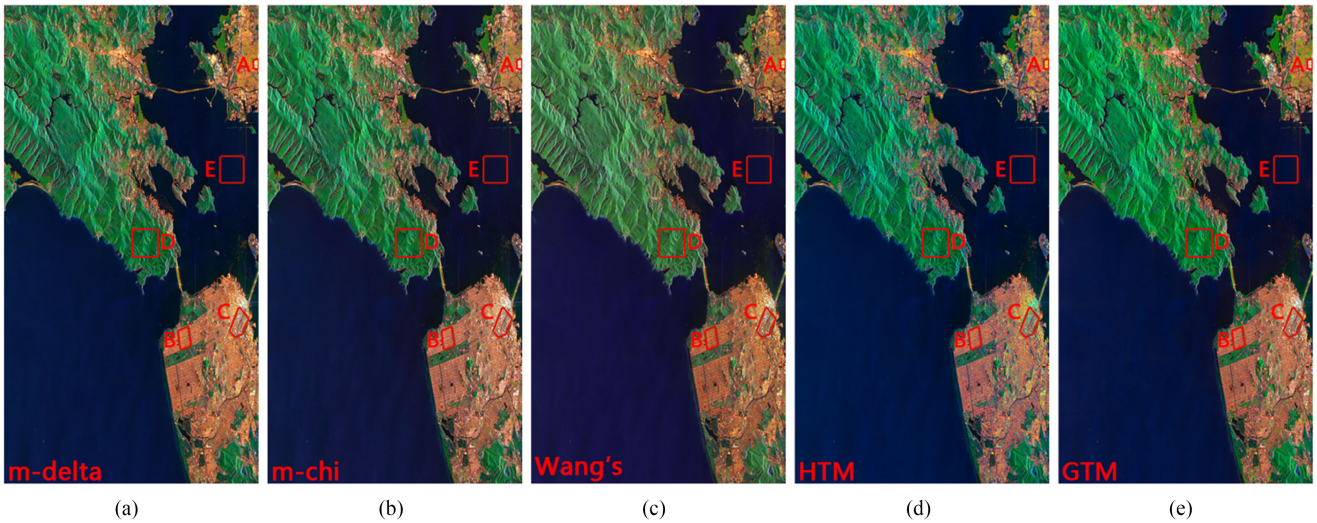 A A A A A
E E E E E
D D D D D
C C C C C
B B B B B
m-delta m-chi Wang's HTM GTM
(a) (b) (c) (d) (e)